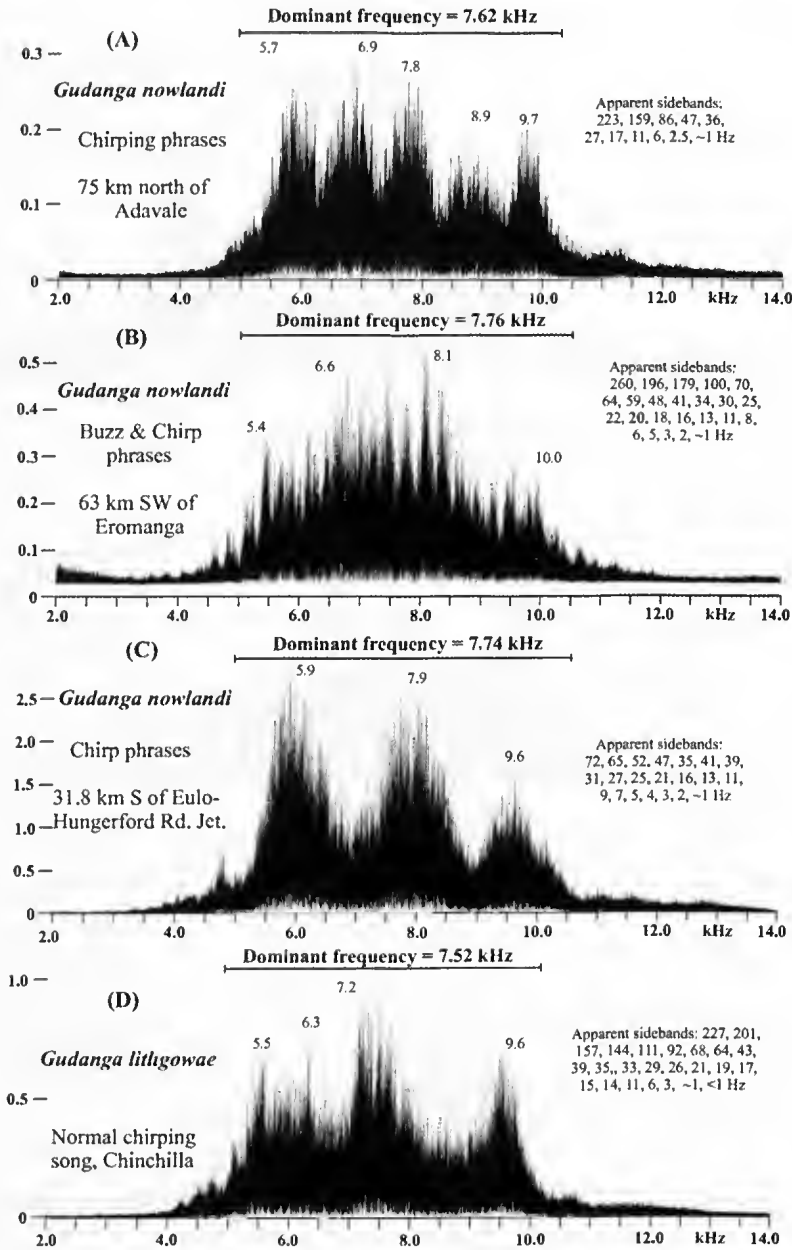 Dominant frequency = 7.62 kHz
(A)
5.7
6.9
7.8
8.9
9.7
0.3
0.2
0.1
0
Gudanga nowlandi
Chirping phrases
75 km north of
Adavale
Apparent sidebands:
223, 159, 86, 47, 36,
27, 17, 11, 6, 2.5, ~1 Hz
2.0 4.0 6.0 8.0 10.0 12.0 kHz 14.0
Dominant frequency = 7.76 kHz
(B)
5.4
6.6
8.1
10.0
0.5
0.4
0.3
0.2
0.1
0
Gudanga nowlandi
Buzz & Chirp
phrases
63 km SW of
Eromanga
Apparent sidebands:
260, 196, 179, 100, 70,
64, 59, 48, 41, 34, 30, 25,
22, 20, 18, 16, 13, 11, 8,
6, 5, 3, 2, ~1 Hz
2.0 4.0 6.0 8.0 10.0 12.0 kHz 14.0
Dominant frequency = 7.74 kHz
(C)
5.9
7.9
9.6
2.5
2.0
1.5
1.0
0.5
0
Gudanga nowlandi
Chirp phrases
31.8 km S of Eulo-
Hungerford Rd. Jct.
Apparent sidebands:
72, 65, 52, 47, 35, 41, 39,
31, 27, 25, 21, 16, 13, 11,
9, 7, 5, 4, 3, 2, ~1 Hz
2.0 4.0 6.0 8.0 10.0 12.0 kHz 14.0
Dominant frequency = 7.52 kHz
(D)
5.5
6.3
7.2
9.6
1.0
0.5
0
Gudanga lithgowae
Normal chirping
song, Chinchilla
Apparent sidebands: 227, 201,
157, 144, 111, 92, 68, 64, 43,
39, 35,, 33, 29, 26, 21, 19, 17,
15, 14, 11, 6, 3, ~1, <1 Hz
2.0 4.0 6.0 8.0 10.0 12.0 kHz 14.0